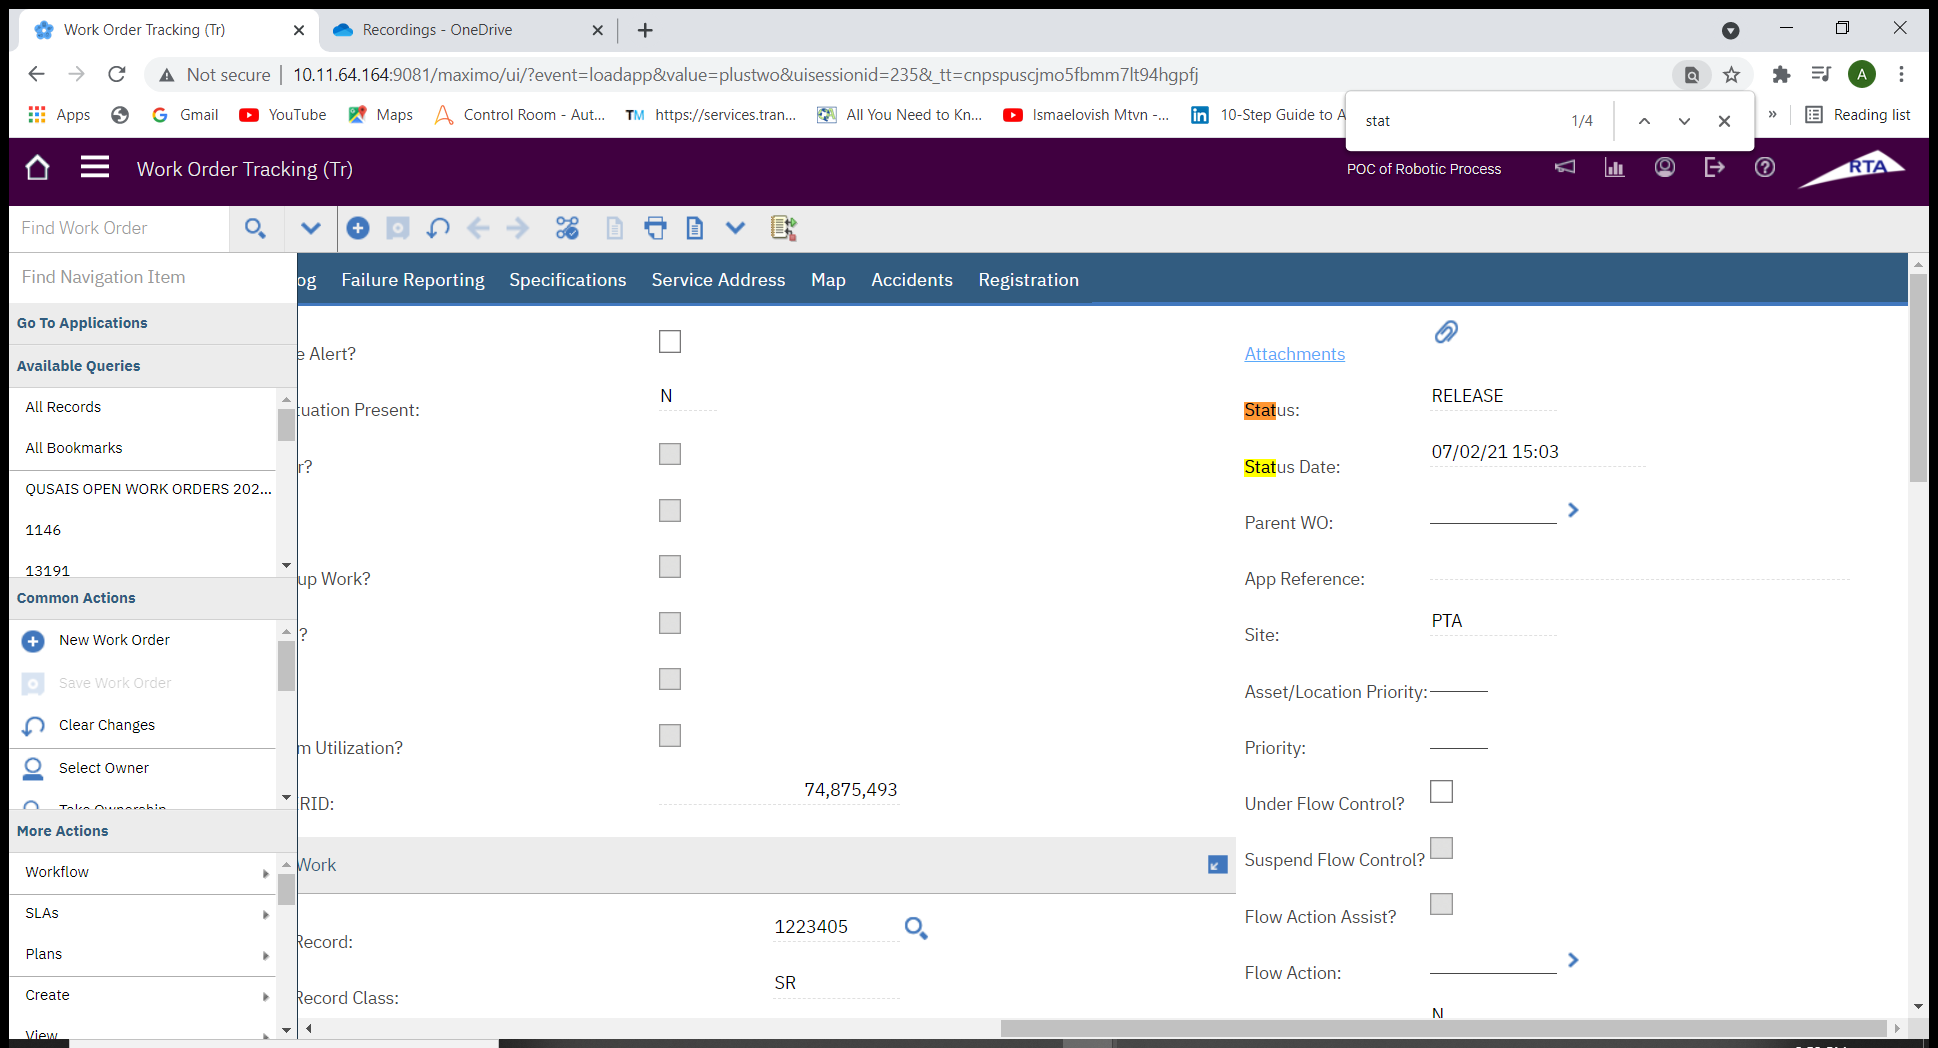 Work Order Tracking (Tr)
Recordings - OneDrive
Not secure | 10.11.64.164:9081/maximo/ui/?event=loadapp&value=plustwo&uisessionid=235&_tt=cnpspuscjmo5fbmm7lt94hgpfj
A
Apps
Gmail
YouTube
Maps
Control Room - Aut...
TM https://services.tran...
All You Need to Kn...
Ismaelovish Mtvn -...
10-Step Guide to A
» Reading list
stat 1/4
Work Order Tracking (Tr)
POC of Robotic Process
RTA
Find Work Order
Find Navigation Item
og Failure Reporting Specifications Service Address Map Accidents Registration
Go To Applications
Available Queries
All Records
All Bookmarks
QUSAIS OPEN WORK ORDERS 202...
1146
13191
Common Actions
New Work Order
Save Work Order
Clear Changes
Select Owner
Take Ownership
More Actions
Workflow
SLAs
Plans
Create
View
e Alert?
tuation Present: N
r?
up Work?
?
m Utilization?
RID: 74,875,493
Work
Record: 1223405
Record Class: SR
Attachments
Status: RELEASE
Status Date: 07/02/21 15:03
Parent WO:
App Reference:
Site: PTA
Asset/Location Priority:
Priority:
Under Flow Control?
Suspend Flow Control?
Flow Action Assist?
Flow Action:
N